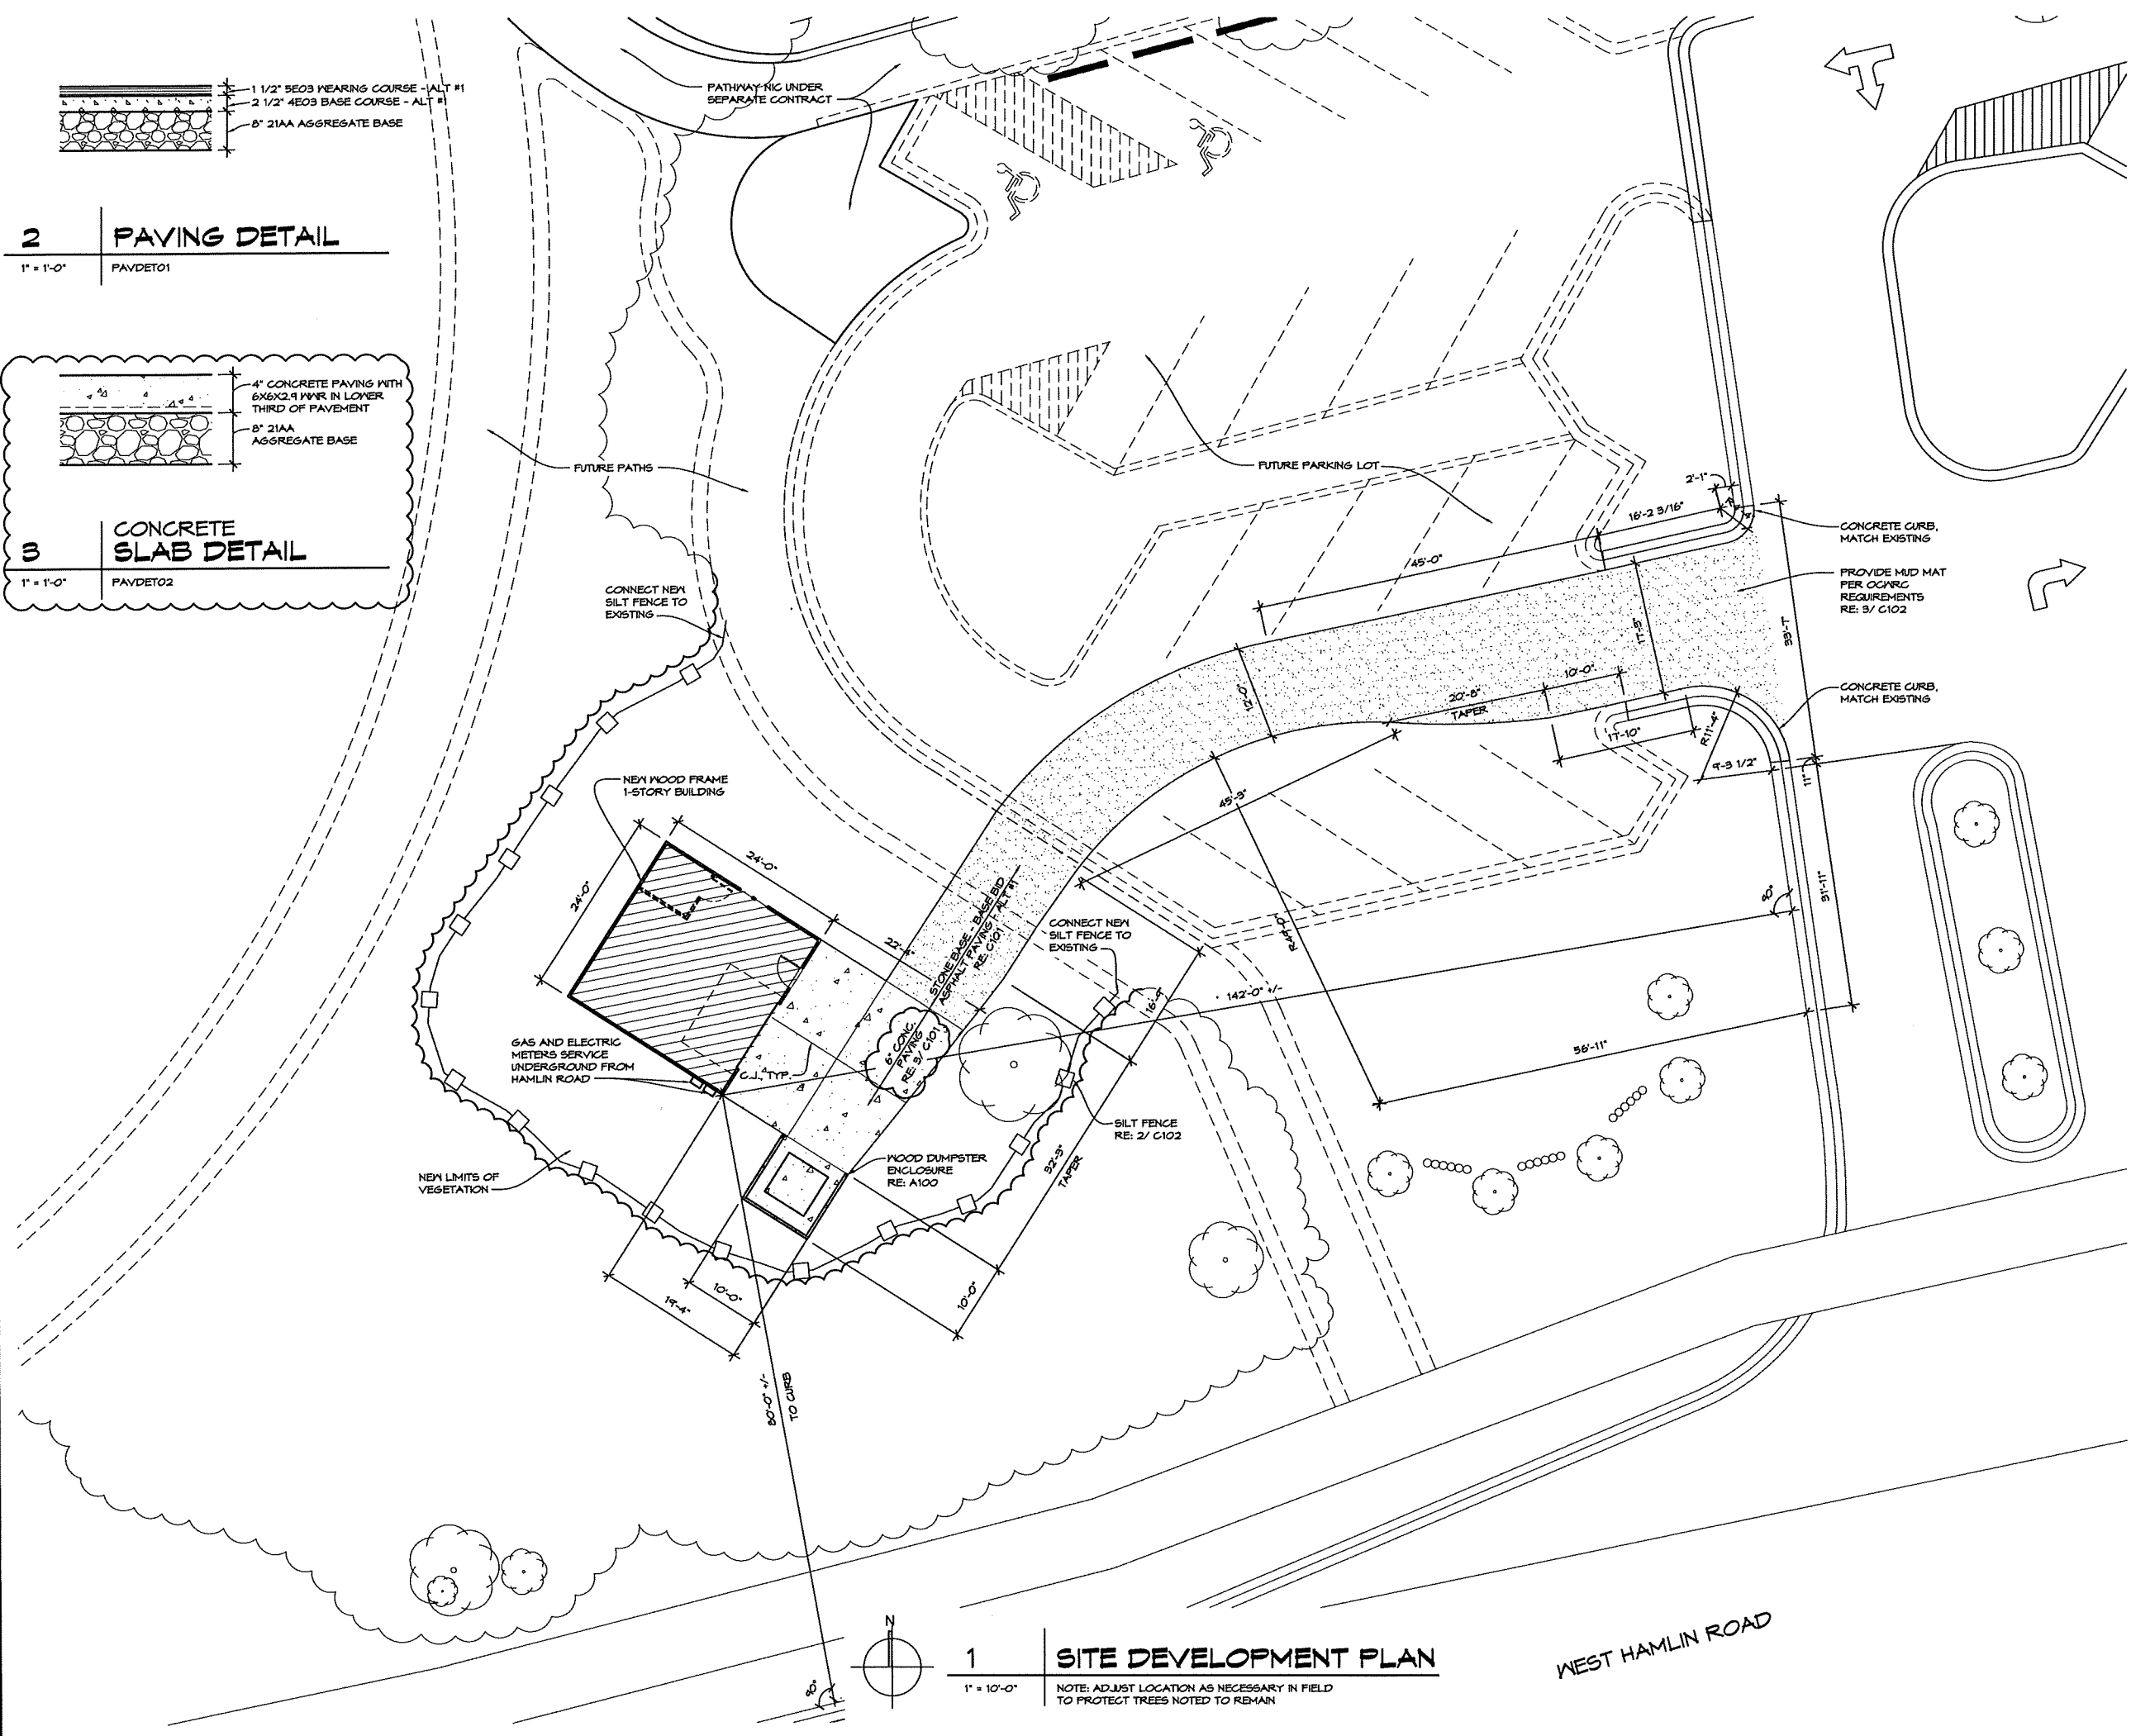 1 1/2" 5E03 WEARING COURSE - ALT #1
2 1/2" 4E03 BASE COURSE - ALT #1
8" 21AA AGGREGATE BASE
2
PAVING DETAIL
1" = 1'-0"
PAVDET01
4" CONCRETE PAVING WITH
6X6X2.9 WWR IN LOWER
THIRD OF PAVEMENT
8" 21AA
AGGREGATE BASE
3
CONCRETE
SLAB DETAIL
1" = 1'-0"
PAVDET02
PATHWAY NIC UNDER
SEPARATE CONTRACT
FUTURE PATHS
FUTURE PARKING LOT
2'-1"
16'-2 3/16"
45'-0"
CONCRETE CURB,
MATCH EXISTING
PROVIDE MUD MAT
PER OCWRC
REQUIREMENTS
RE: 3/ C102
17'-5"
33'-7"
CONNECT NEW
SILT FENCE TO
EXISTING
12'-0"
10'-0"
20'-8"
TAPER
17'-10"
R11'-4"
9'-3 1/2"
11"
CONCRETE CURB,
MATCH EXISTING
NEW WOOD FRAME
1-STORY BUILDING
24'-0"
24'-0"
45'-3"
22'-4"
STONE BASE - BASE BID
ASPHALT PAVING - ALT #1
RE: C101
CONNECT NEW
SILT FENCE TO
EXISTING
R49'-0"
90°
31'-11"
142'-0" +/-
16'-9"
56'-11"
GAS AND ELECTRIC
METERS SERVICE
UNDERGROUND FROM
HAMLIN ROAD
C.J., TYP.
6" CONC.
PAVING
RE: 3/ C101
SILT FENCE
RE: 2/ C102
WOOD DUMPSTER
ENCLOSURE
RE: A100
NEW LIMITS OF
VEGETATION
32'-3"
TAPER
10'-0"
10'-0"
19'-4"
80'-0" +/-
TO CURB
90°
N
1
SITE DEVELOPMENT PLAN
1" = 10'-0"
NOTE: ADJUST LOCATION AS NECESSARY IN FIELD
TO PROTECT TREES NOTED TO REMAIN
WEST HAMLIN ROAD